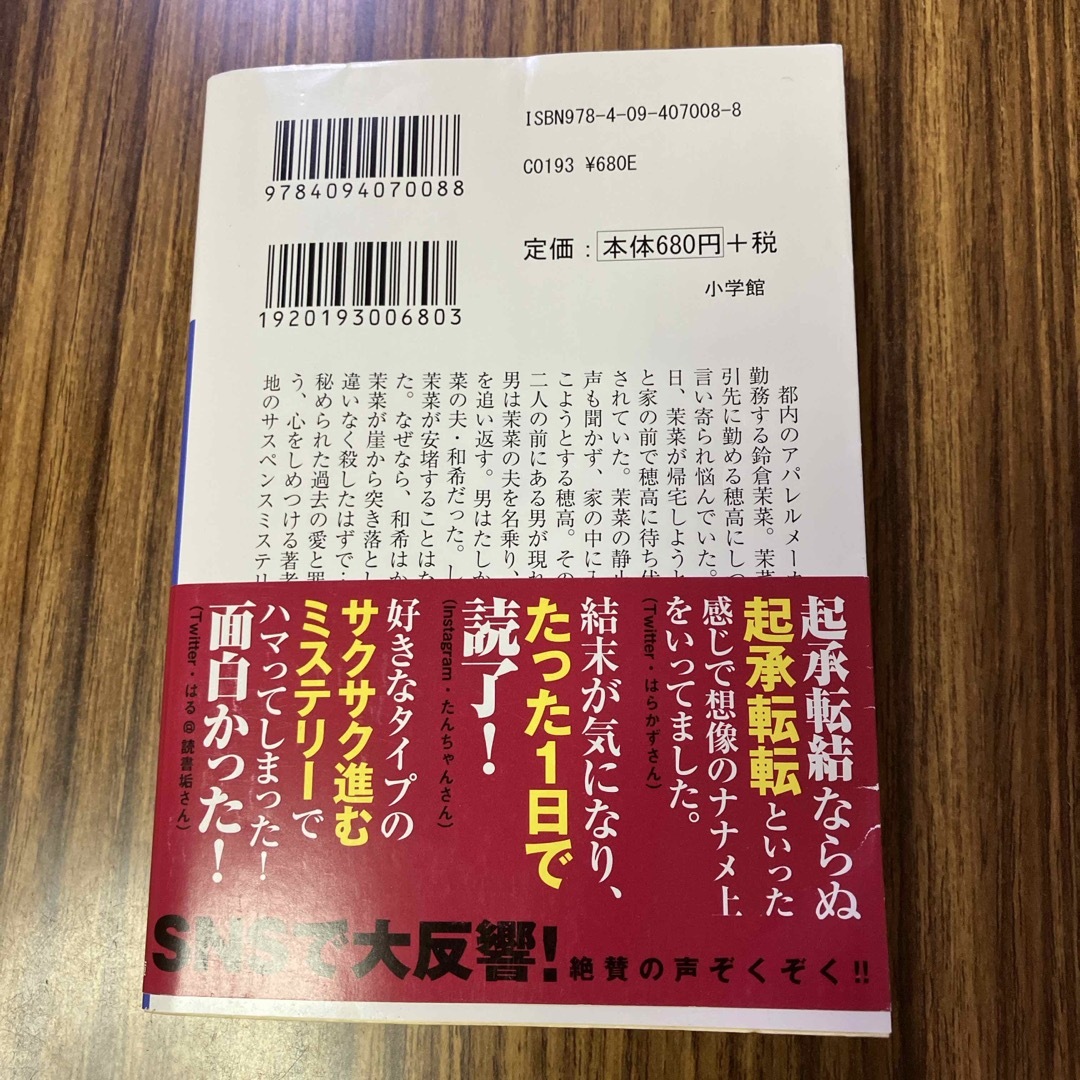 ISBN978-4-09-407008-8
9784094070088
C0193 ¥680E
定価：本体680円＋税
1920193006803
小学館
都内のアパレルメーカ
勤務する鈴倉茉菜。茉菜
引先に勤める穂高にしつ
言い寄られ悩んでいた。
日、茉菜が帰宅しようと
と家の前で穂高に待ち伏
されていた。茉菜の静止
声も聞かず、家の中に入
こようとする穂高。その
二人の前にある男が現れ
男は茉菜の夫を名乗り、
を追い返す。男はたしか
菜の夫・和希だった。し
茉菜が安堵することはな
た。なぜなら、和希はか
茉菜が崖から突き落とし
違いなく殺したはずで‥
秘められた過去の愛と罪
う、心をしめつける著者
地のサスペンスミステリ
起承転結ならぬ
起承転転といった
感じで想像のナナメ上
をいってました。
（Twitter・はらかずさん）
結末が気になり、
たった1日で
読了！
（Instagram・たんちゃんさん）
好きなタイプの
サクサク進む
ミステリーで
ハマってしまった！
面白かった！
（Twitter・はる@読書垢さん）
SNSで大反響！絶賛の声ぞくぞく!!